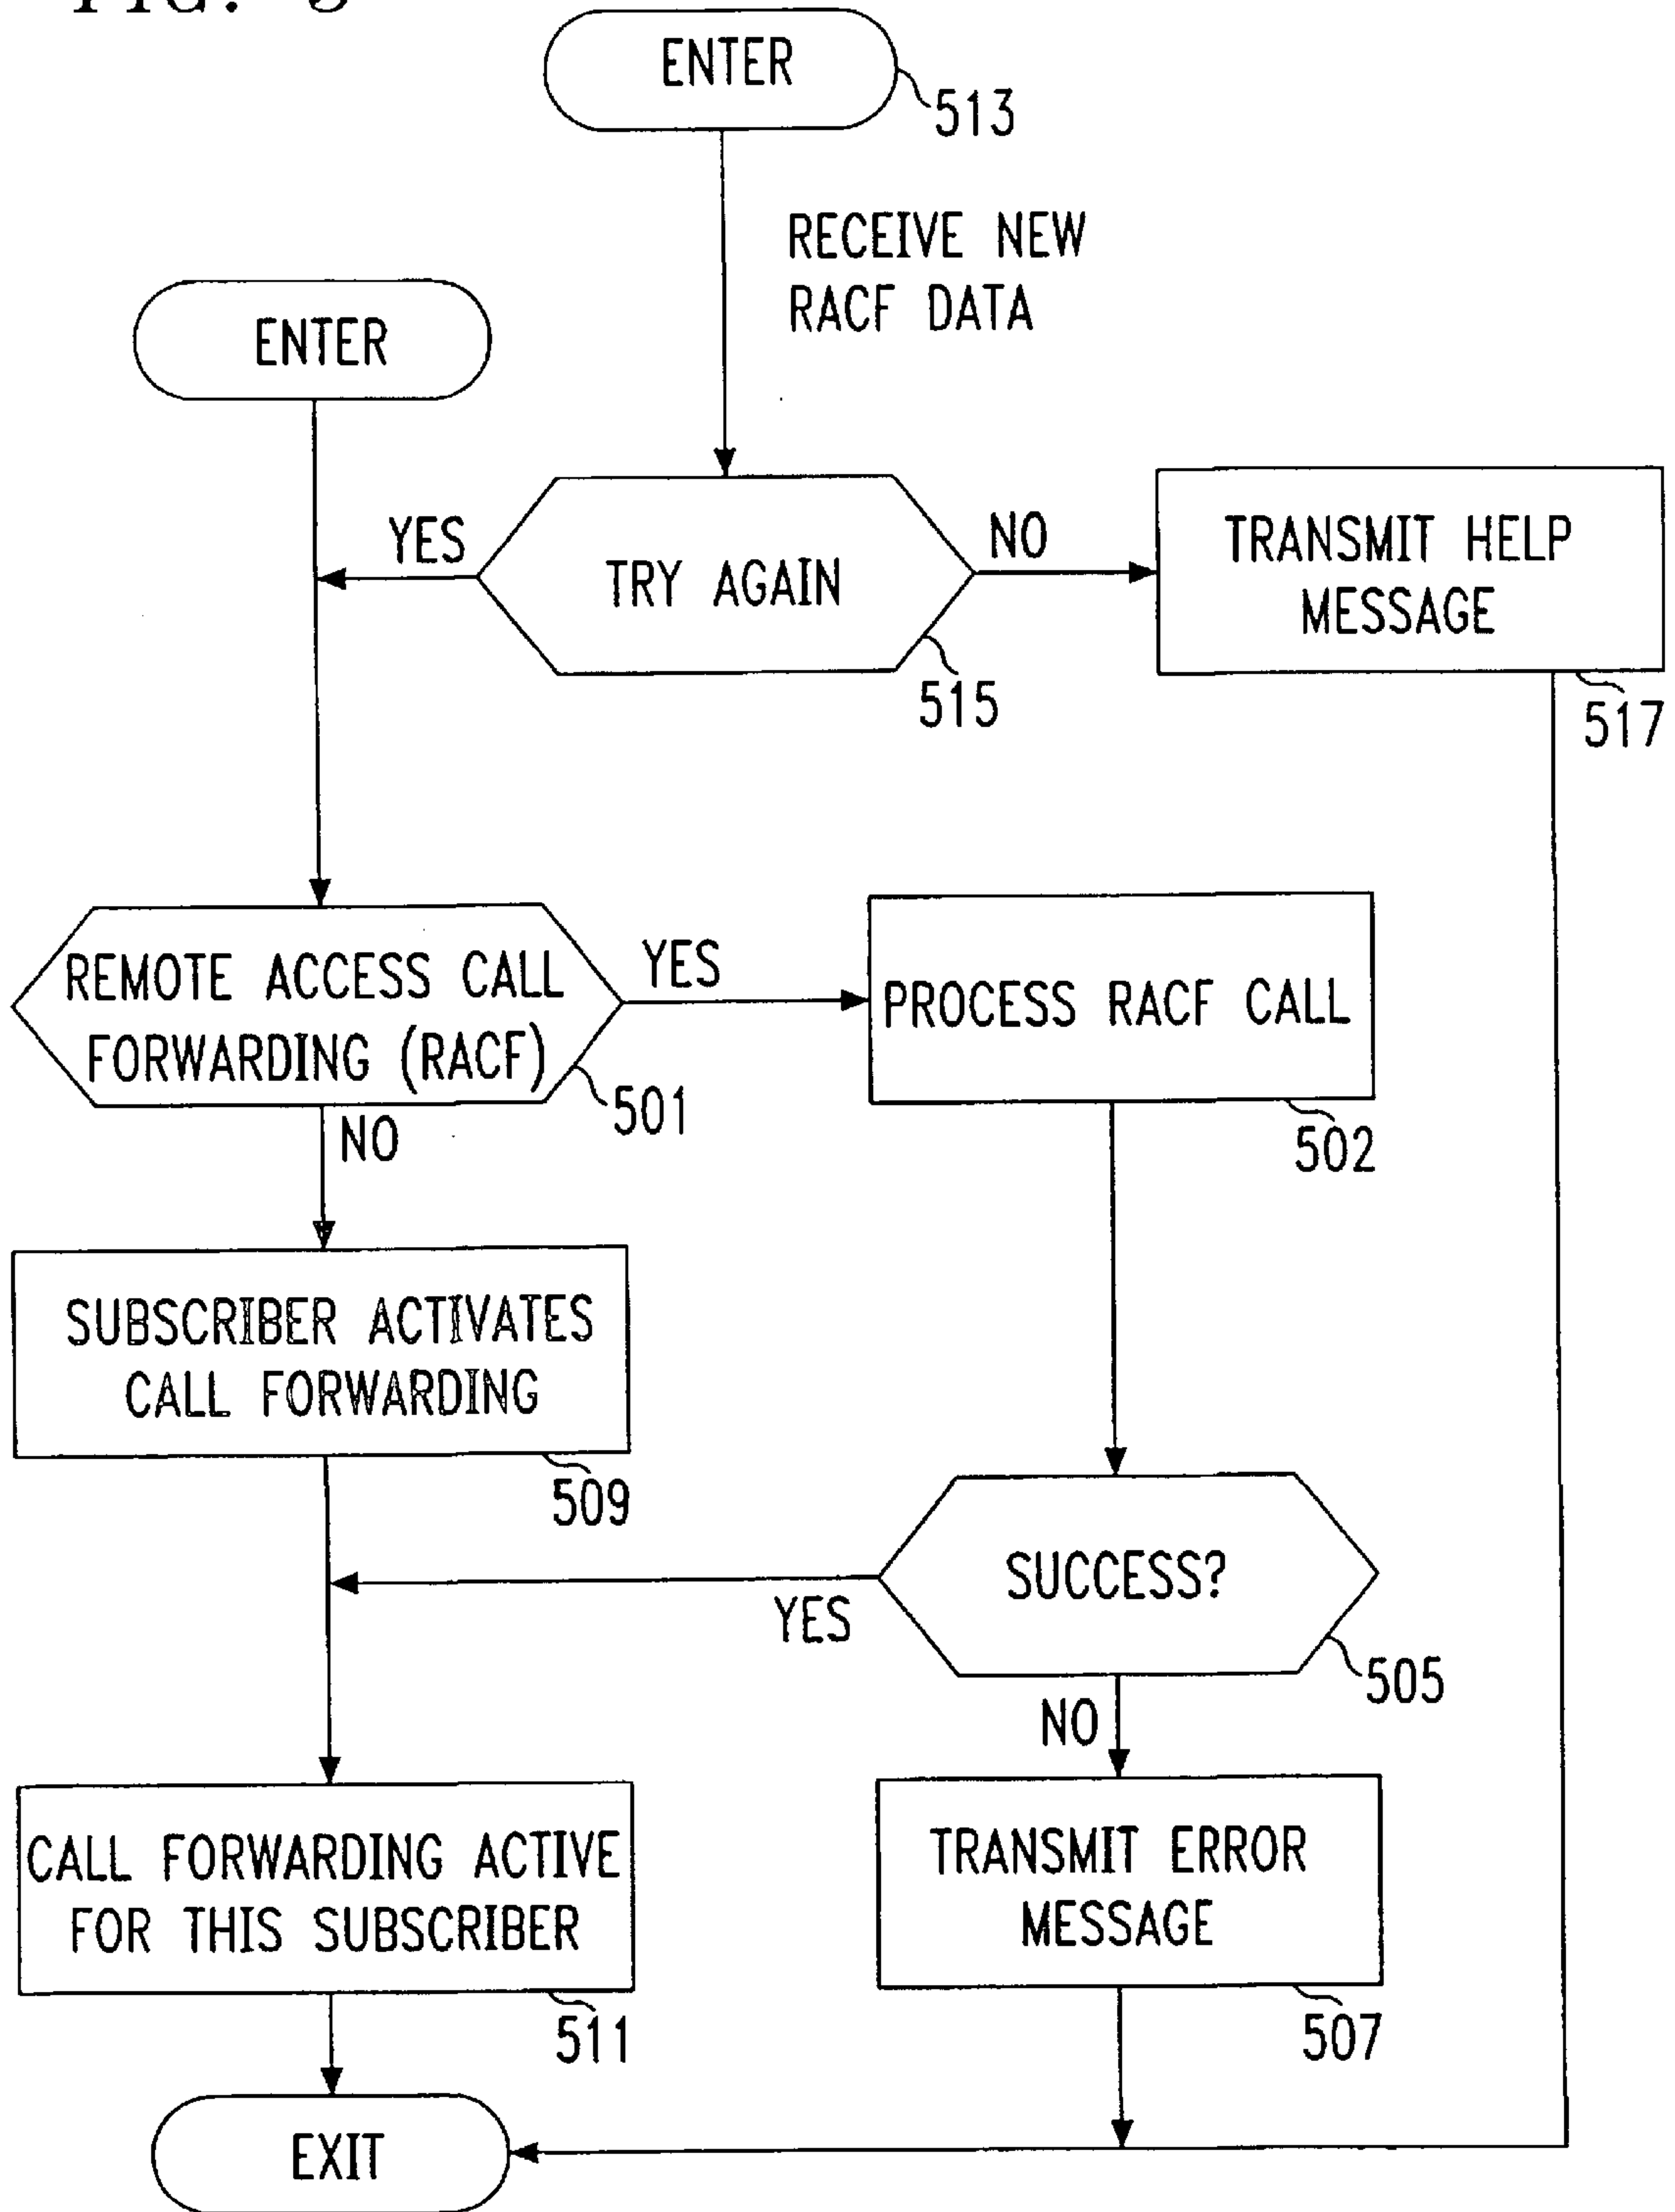 ENTER
513
RECEIVE NEW
RACF DATA
ENTER
YES
TRY AGAIN
NO
515
TRANSMIT HELP
MESSAGE
517
REMOTE ACCESS CALL
FORWARDING (RACF)
501
YES
PROCESS RACF CALL
502
NO
SUBSCRIBER ACTIVATES
CALL FORWARDING
509
SUCCESS?
YES
505
NO
CALL FORWARDING ACTIVE
FOR THIS SUBSCRIBER
511
TRANSMIT ERROR
MESSAGE
507
EXIT